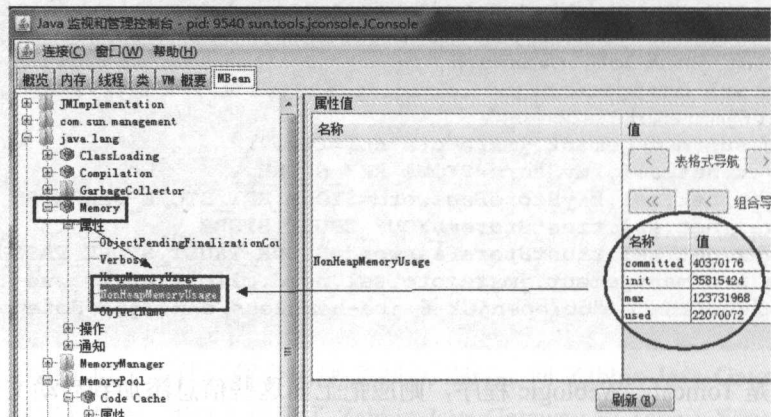 Java 监视和管理控制台 - pid: 9540 sun.tools.jconsole.JConsole
连接(C) 窗口(W) 帮助(H)
概览 内存 线程 类 VM 概要 MBean
JMImplementation
com.sun.management
java.lang
ClassLoading
Compilation
GarbageCollector
Memory
属性
ObjectPendingFinalizationCou
Verbose
HeapMemoryUsage
NonHeapMemoryUsage
ObjectName
操作
通知
MemoryManager
MemoryPool
Code Cache
属性
属性值
名称 值
NonHeapMemoryUsage
< 表格式导航 >
<< < 组合导
名称 值
committed 40370176
init 35815424
max 123731968
used 22070072
刷新(R)